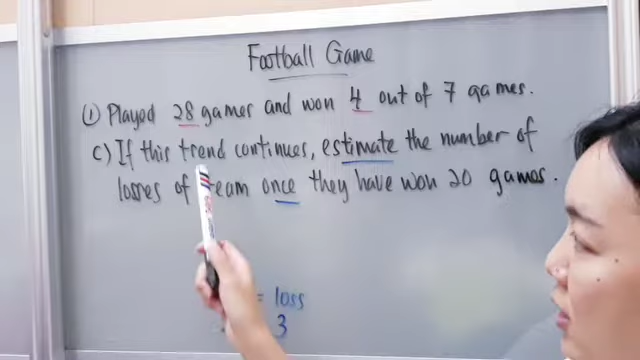 Football Game
① Played 28 games and won 4 out of 7 games.
c) If this trend continues, estimate the number of
losses of team once they have won 20 games.
= loss
3